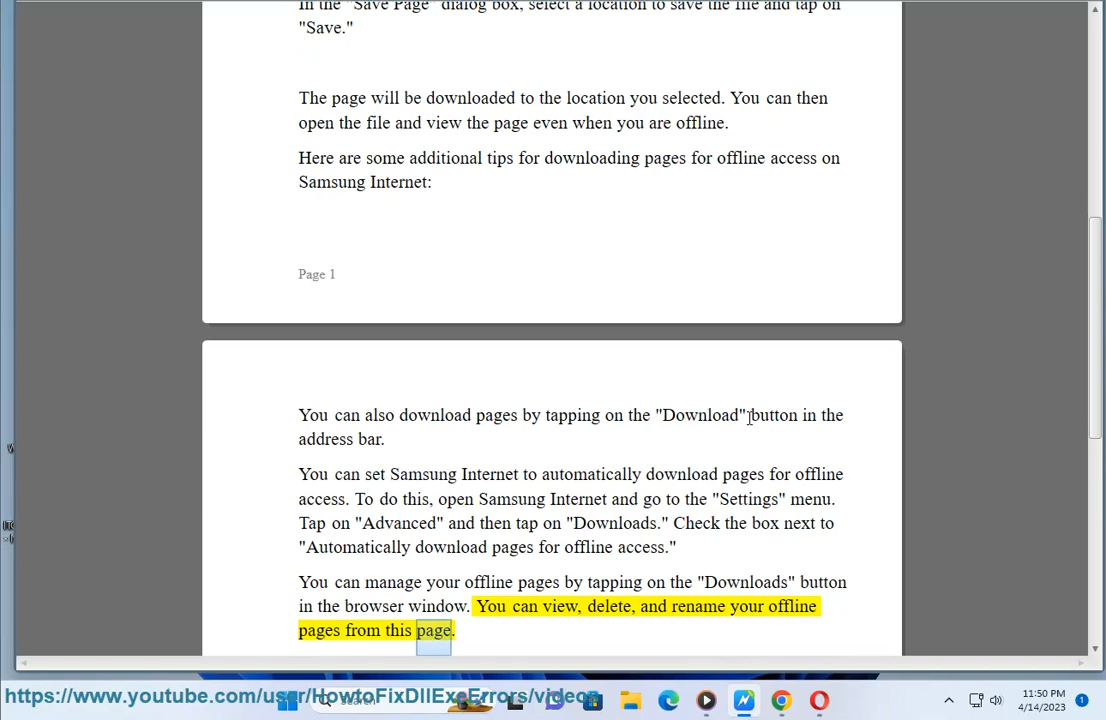 In the "Save Page" dialog box, select a location to save the file and tap on
"Save."
The page will be downloaded to the location you selected. You can then
open the file and view the page even when you are offline.
Here are some additional tips for downloading pages for offline access on
Samsung Internet:
Page 1
You can also download pages by tapping on the "Download" button in the
address bar.
You can set Samsung Internet to automatically download pages for offline
access. To do this, open Samsung Internet and go to the "Settings" menu.
Tap on "Advanced" and then tap on "Downloads." Check the box next to
"Automatically download pages for offline access."
You can manage your offline pages by tapping on the "Downloads" button
in the browser window. You can view, delete, and rename your offline
pages from this page.
https://www.youtube.com/user/HowtoFixDllExeErrors/videos
Search
11:50 PM
4/14/2023
1